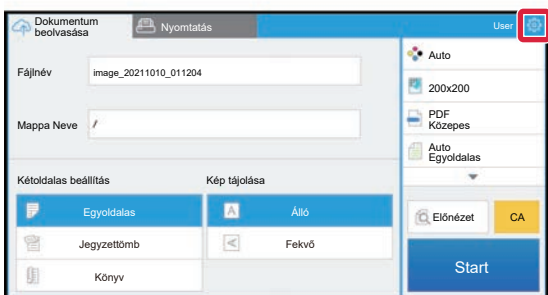 Dokumentum
beolvasása
Nyomtatás
User
Fájlnév
image_20211010_011204
Mappa Neve
/
Kétoldalas beállítás
Kép tájolása
Egyoldalas
Jegyzettömb
Könyv
A
Álló
A
Fekvő
Auto
200x200
PDF
Közepes
Auto
Egyoldalas
Előnézet
CA
Start